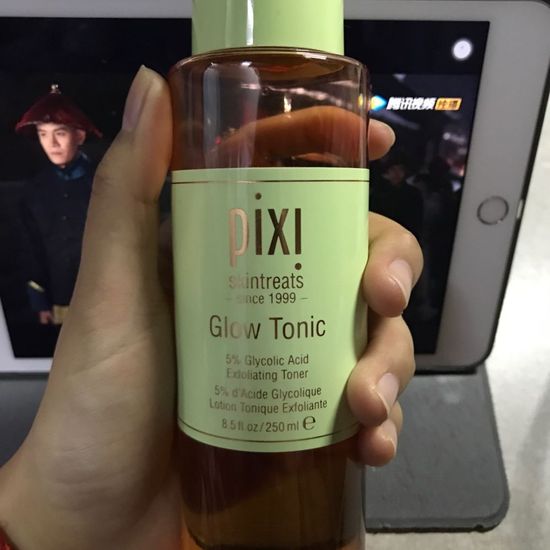 腾讯视频
pixi
skintreats
– since 1999 –
Glow Tonic
5% Glycolic Acid
Exfoliating Toner
5% d'Acide Glycolique
Lotion Tonique Exfoliante
8.5 fl.oz/250 ml ℮